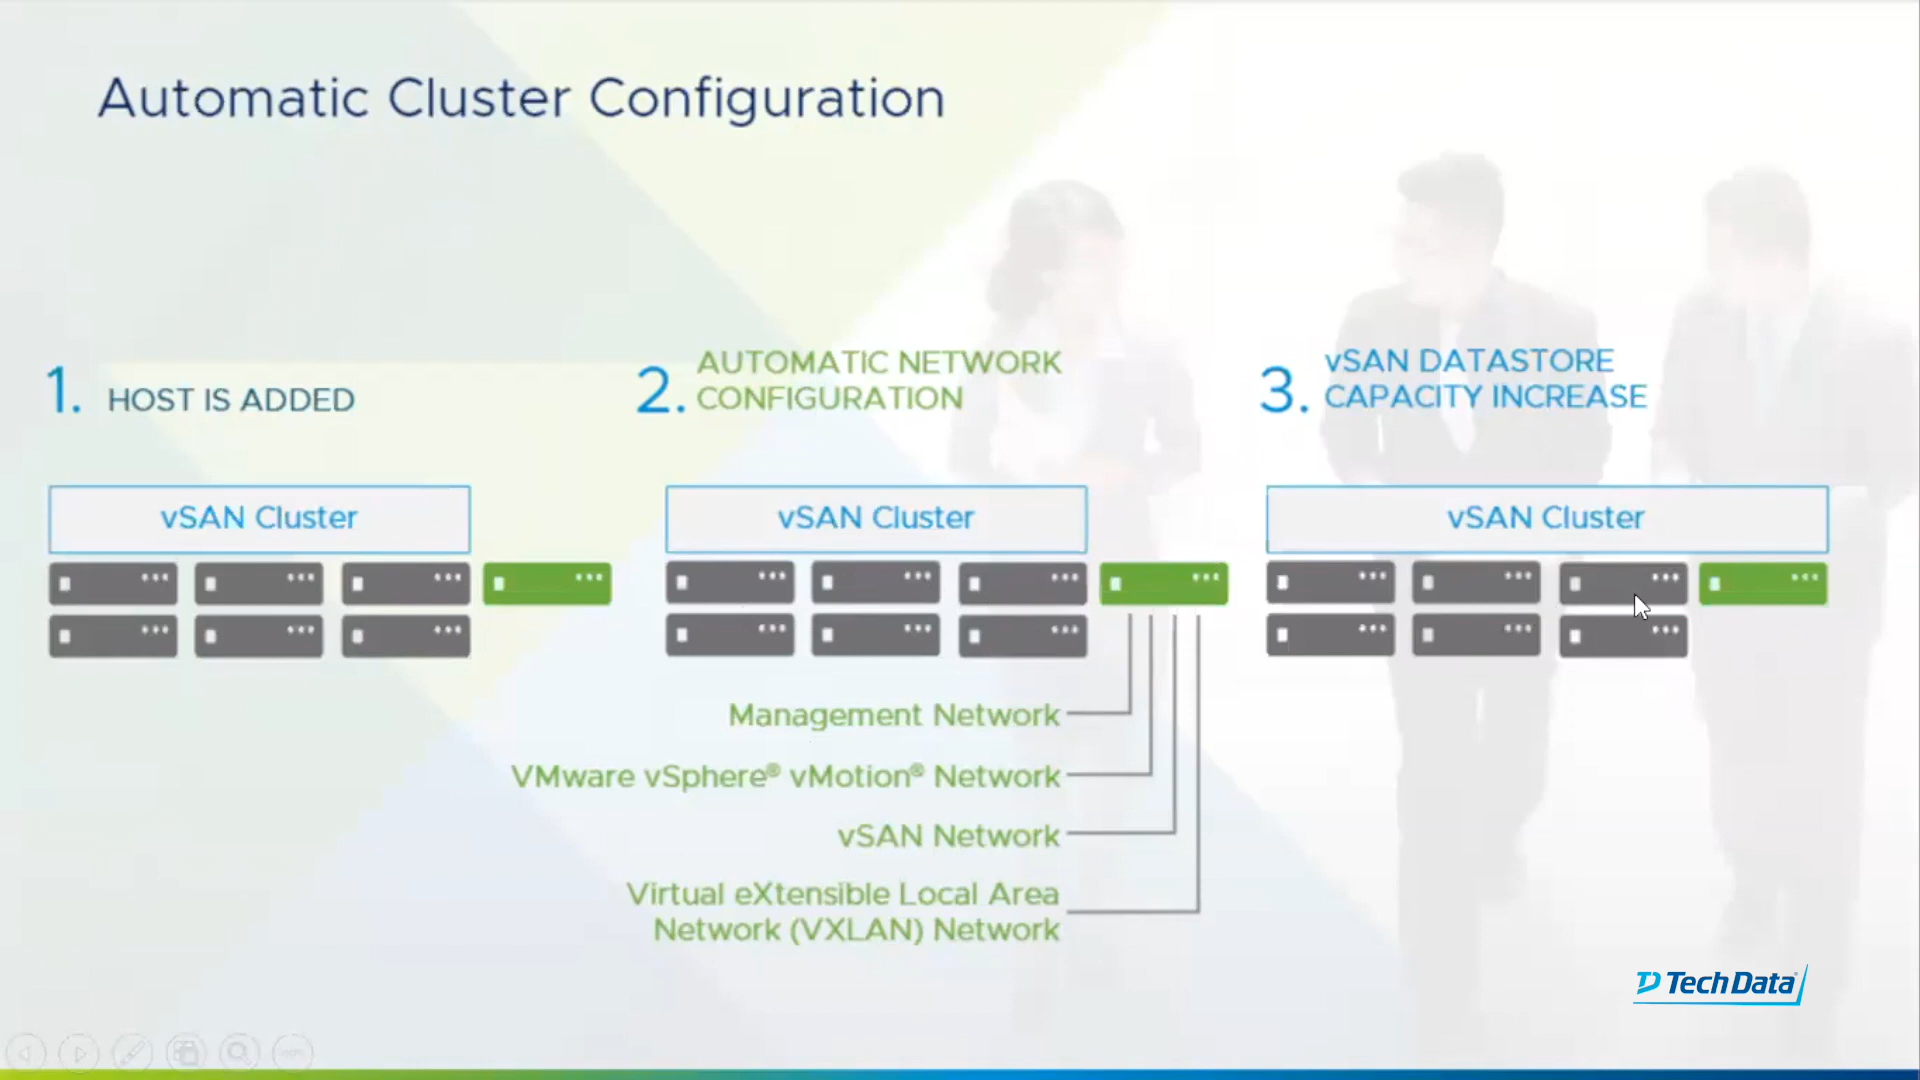 Automatic Cluster Configuration
1. HOST IS ADDED
vSAN Cluster
2. AUTOMATIC NETWORK
CONFIGURATION
vSAN Cluster
Management Network
VMware vSphere® vMotion® Network
vSAN Network
Virtual eXtensible Local Area
Network (VXLAN) Network
3. vSAN DATASTORE
CAPACITY INCREASE
vSAN Cluster
TD Tech Data